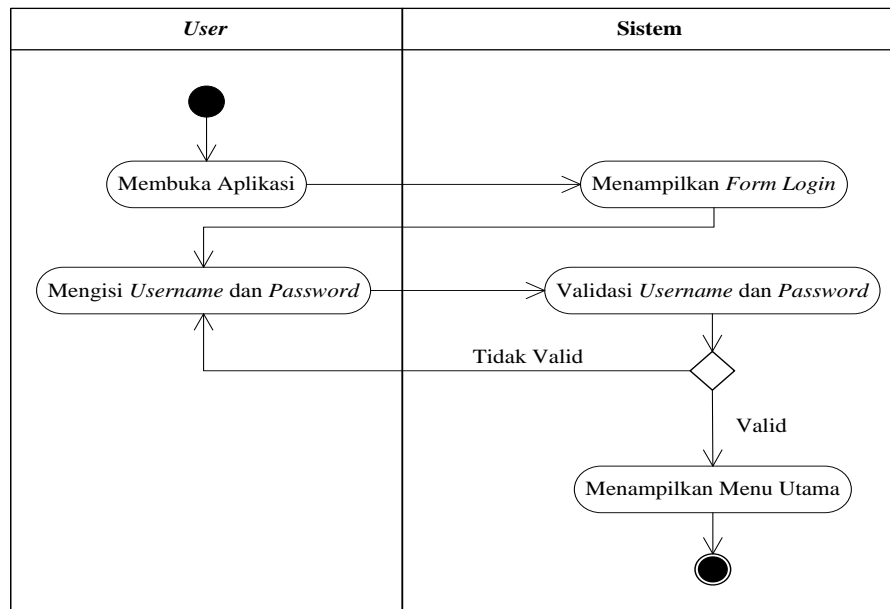 User
Sistem
Membuka Aplikasi
Menampilkan Form Login
Mengisi Username dan Password
Validasi Username dan Password
Tidak Valid
Valid
Menampilkan Menu Utama